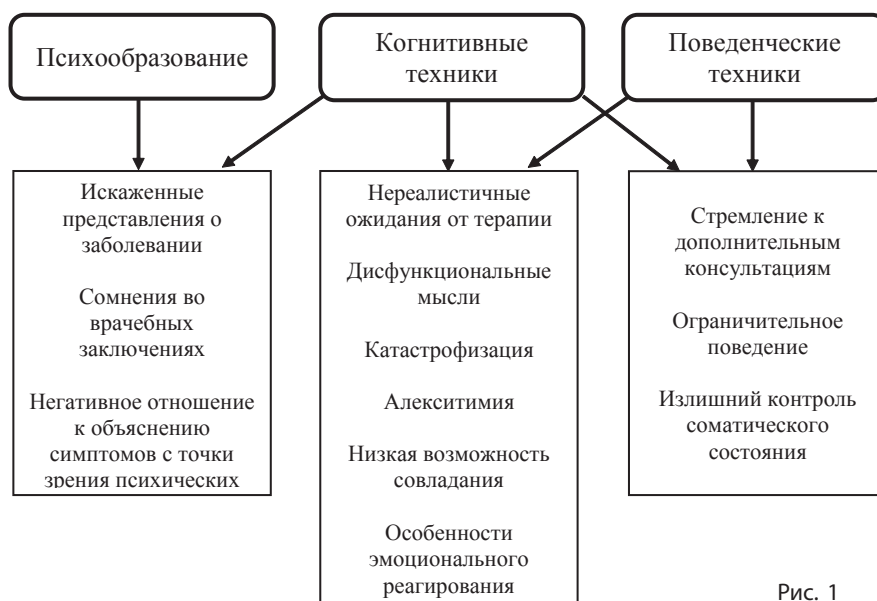 Психообразование
Когнитивные
техники
Поведенческие
техники
Искаженные
представления о
заболевании
Сомнения во
врачебных
заключениях
Негативное отношение
к объяснению
симптомов с точки
зрения психических
Нереалистичные
ожидания от терапии
Дисфункциональные
мысли
Катастрофизация
Алекситимия
Низкая возможность
совладания
Особенности
эмоционального
реагирования
Стремление к
дополнительным
консультациям
Ограничительное
поведение
Излишний контроль
соматического
состояния
Рис. 1